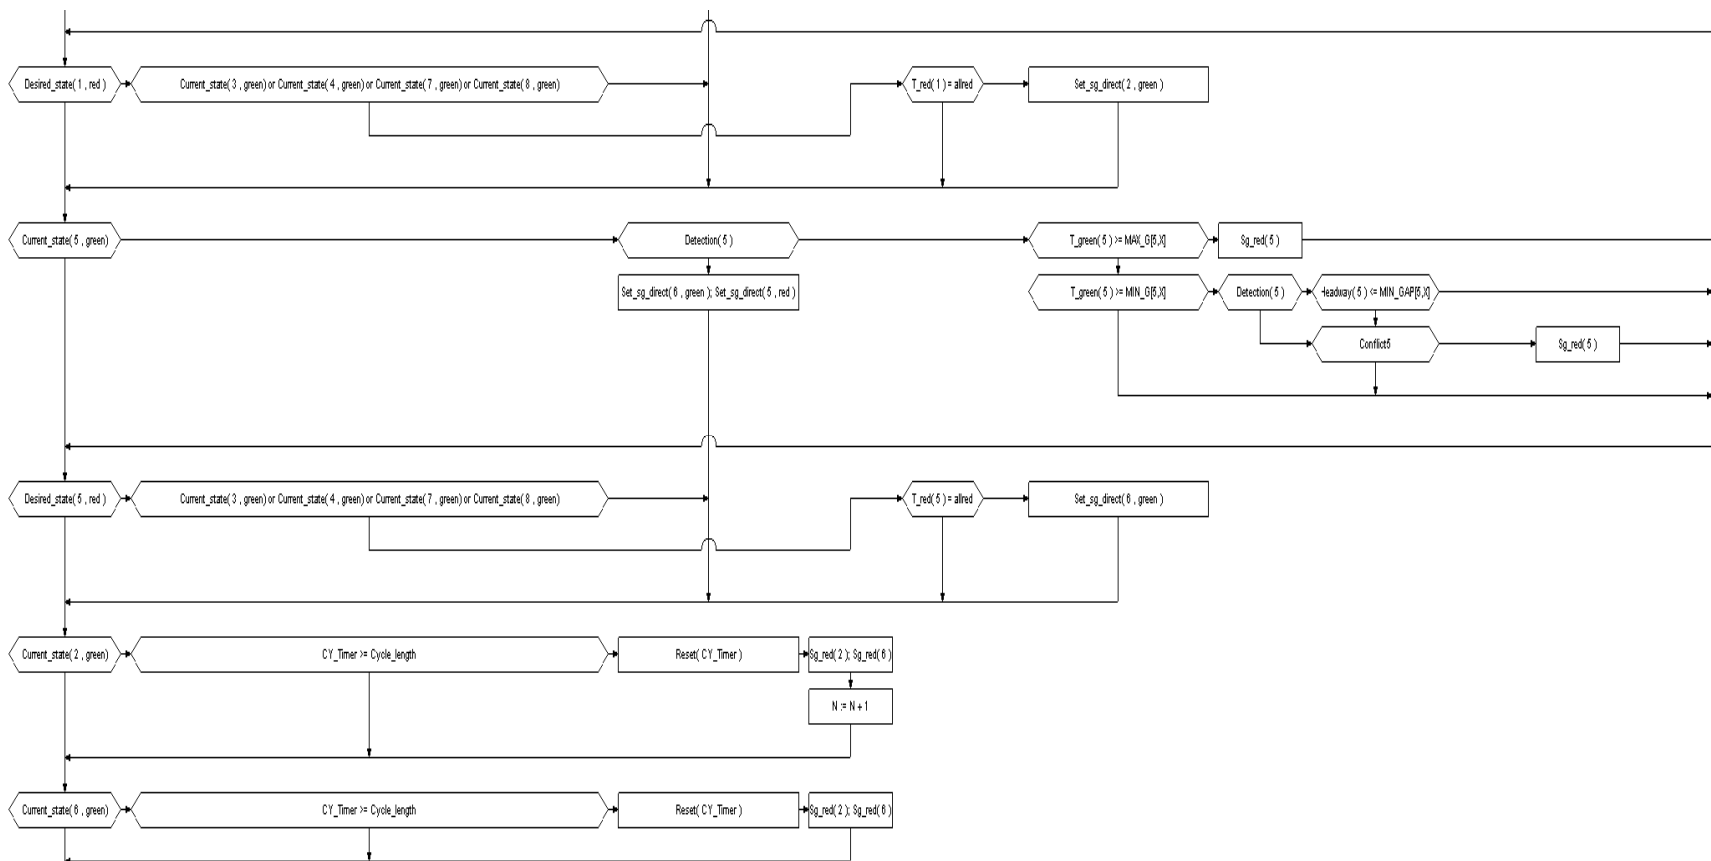 Desired_state( 1 , red )
Current_state( 3 , green) or Current_state( 4 , green) or Current_state( 7 , green) or Current_state( 8 , green)
T_red( 1 ) = allred
Set_sg_direct( 2 , green )
Current_state( 5 , green)
Detection( 5 )
T_green( 5 ) >= MAX_G[5,X]
Sg_red( 5 )
Set_sg_direct( 6 , green ); Set_sg_direct( 5 , red )
T_green( 5 ) >= MIN_G[5,X]
Detection( 5 )
Headway( 5 ) <= MIN_GAP[5,X]
Conflict5
Sg_red( 5 )
Desired_state( 5 , red )
Current_state( 3 , green) or Current_state( 4 , green) or Current_state( 7 , green) or Current_state( 8 , green)
T_red( 5 ) = allred
Set_sg_direct( 6 , green )
Current_state( 2 , green)
CY_Timer >= Cycle_length
Reset( CY_Timer )
Sg_red( 2 ); Sg_red( 6 )
N := N + 1
Current_state( 6 , green)
CY_Timer >= Cycle_length
Reset( CY_Timer )
Sg_red( 2 ); Sg_red( 6 )